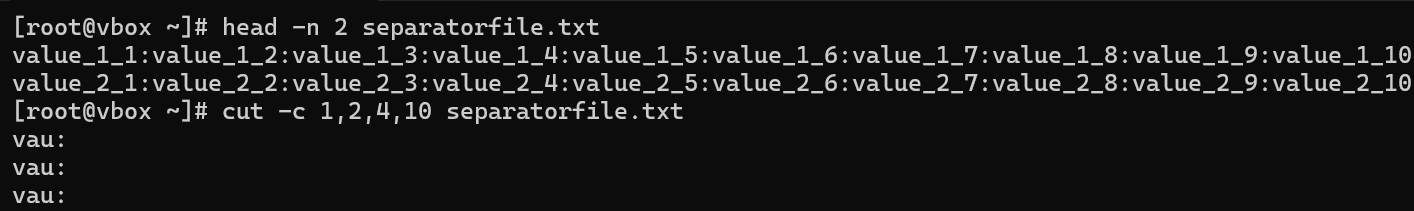 [root@vbox ~]# head -n 2 separatorfile.txt
value_1_1:value_1_2:value_1_3:value_1_4:value_1_5:value_1_6:value_1_7:value_1_8:value_1_9:value_1_10
value_2_1:value_2_2:value_2_3:value_2_4:value_2_5:value_2_6:value_2_7:value_2_8:value_2_9:value_2_10
[root@vbox ~]# cut -c 1,2,4,10 separatorfile.txt
vau:
vau:
vau: